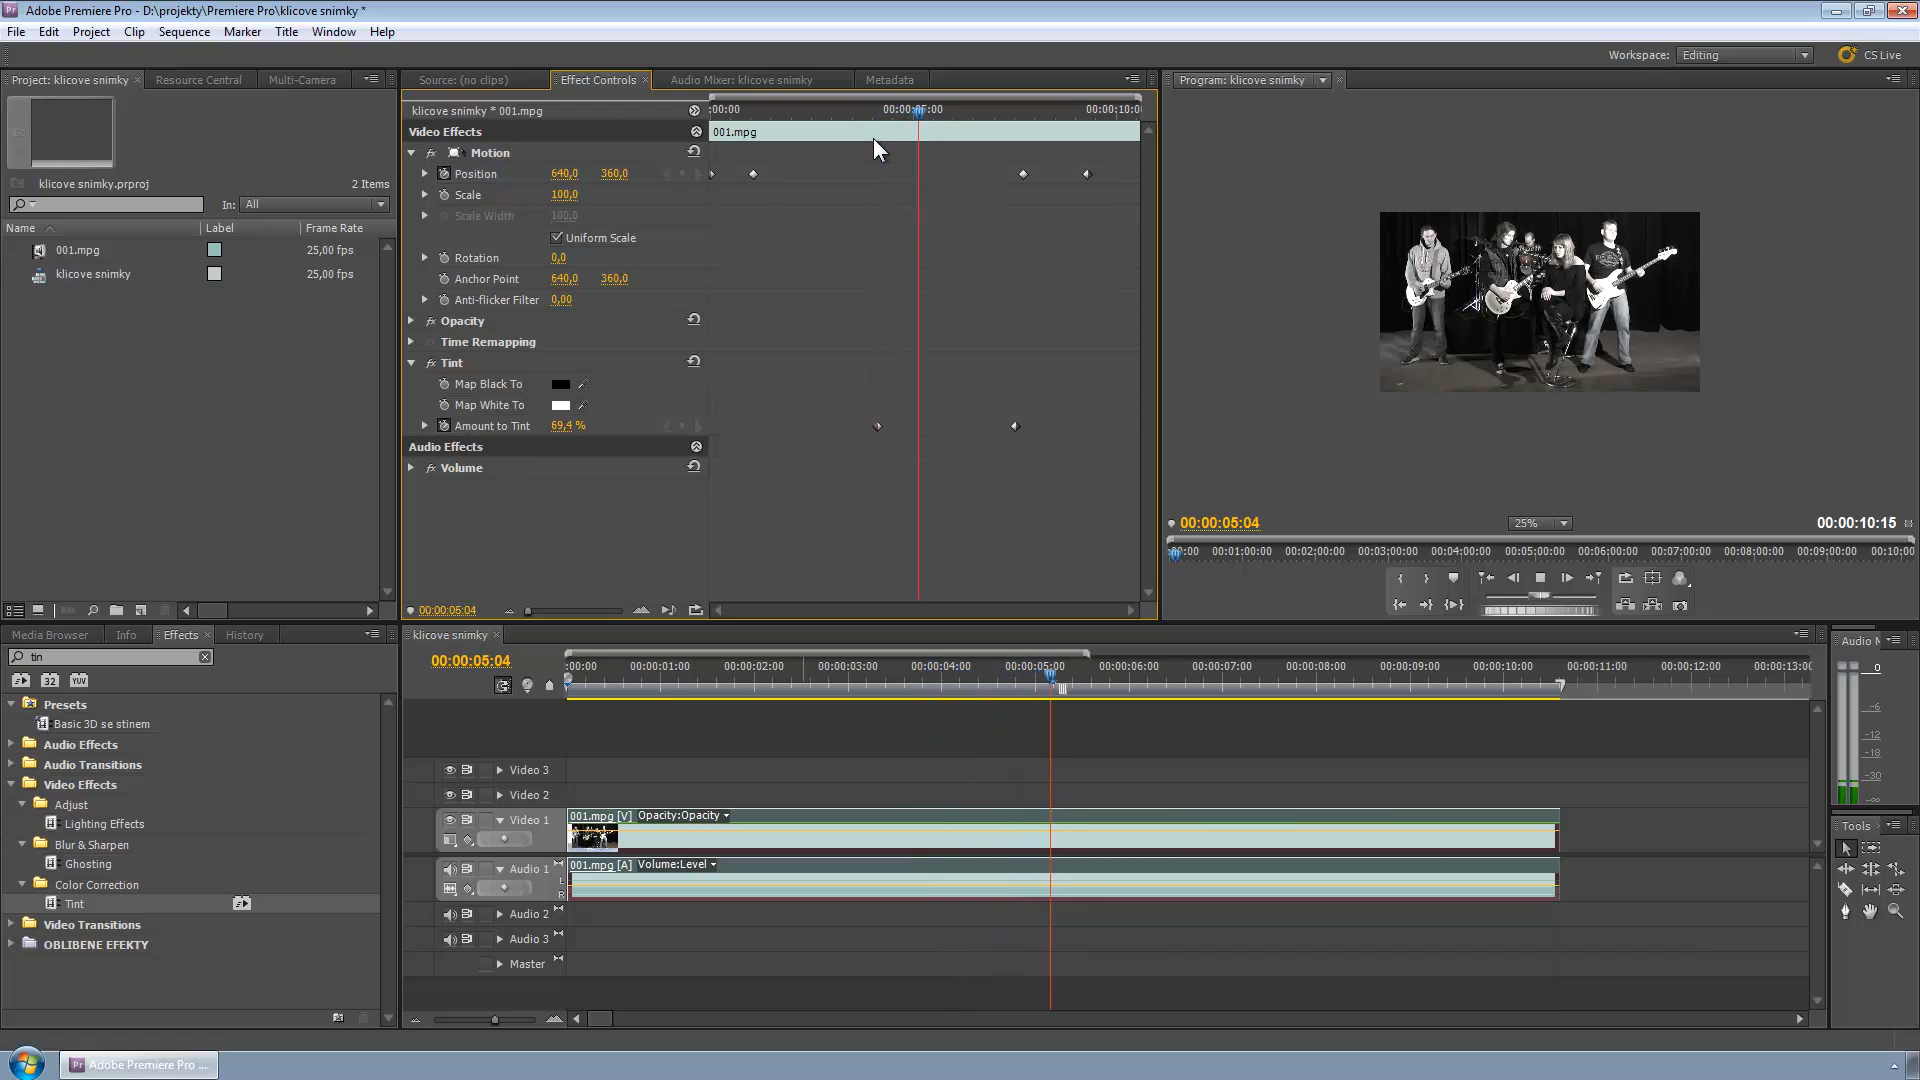 Adobe Premiere Pro - D:\projekty\Premiere Pro\klicove snimky *
File Edit Project Clip Sequence Marker Title Window Help
Workspace: Editing CS Live
Project: klicove snimky Resource Central Multi-Camera
klicove snimky.prproj 2 Items
In: All
Name Label Frame Rate
001.mpg 25,00 fps
klicove snimky 25,00 fps
Source: (no clips) Effect Controls Audio Mixer: klicove snimky Metadata
klicove snimky * 001.mpg :00:00 00:00:10:0
Video Effects 001.mpg
Motion
Position 640,0 360,0
Scale 100,0
Scale Width 100,0
Uniform Scale
Rotation 0,0
Anchor Point 640,0 360,0
Anti-flicker Filter 0,00
Opacity
Time Remapping
Tint
Map Black To
Map White To
Amount to Tint 69,4 %
Audio Effects
Volume
00:00:05:04
Program: klicove snimky
00:00:05:04 25% 00:00:10:15
00:01:00:00 00:02:00:00 00:03:00:00 00:04:00:00 00:05:00:00 00:06:00:00 00:07:00:00 00:08:00:00 00:09:00:00 00:10:00
Media Browser Info Effects History
tin
32 YUV
Presets
Basic 3D se stinem
Audio Effects
Audio Transitions
Video Effects
Adjust
Lighting Effects
Blur & Sharpen
Ghosting
Color Correction
Tint
Video Transitions
OBLIBENE EFEKTY
klicove snimky
00:00:05:04 :00:00 00:00:01:00 00:00:02:00 00:00:03:00 00:00:04:00 00:00:05:00 00:00:06:00 00:00:07:00 00:00:08:00 00:00:09:00 00:00:10:00 00:00:11:00 00:00:12:00 00:00:13:00
Video 3
Video 2
Video 1 001.mpg [V] Opacity:Opacity
Audio 1 001.mpg [A] Volume:Level
L
R
Audio 2
Audio 3
Master
Audio M
0
-6
-12
-18
-30
-∞
Tools
Adobe Premiere Pro ...